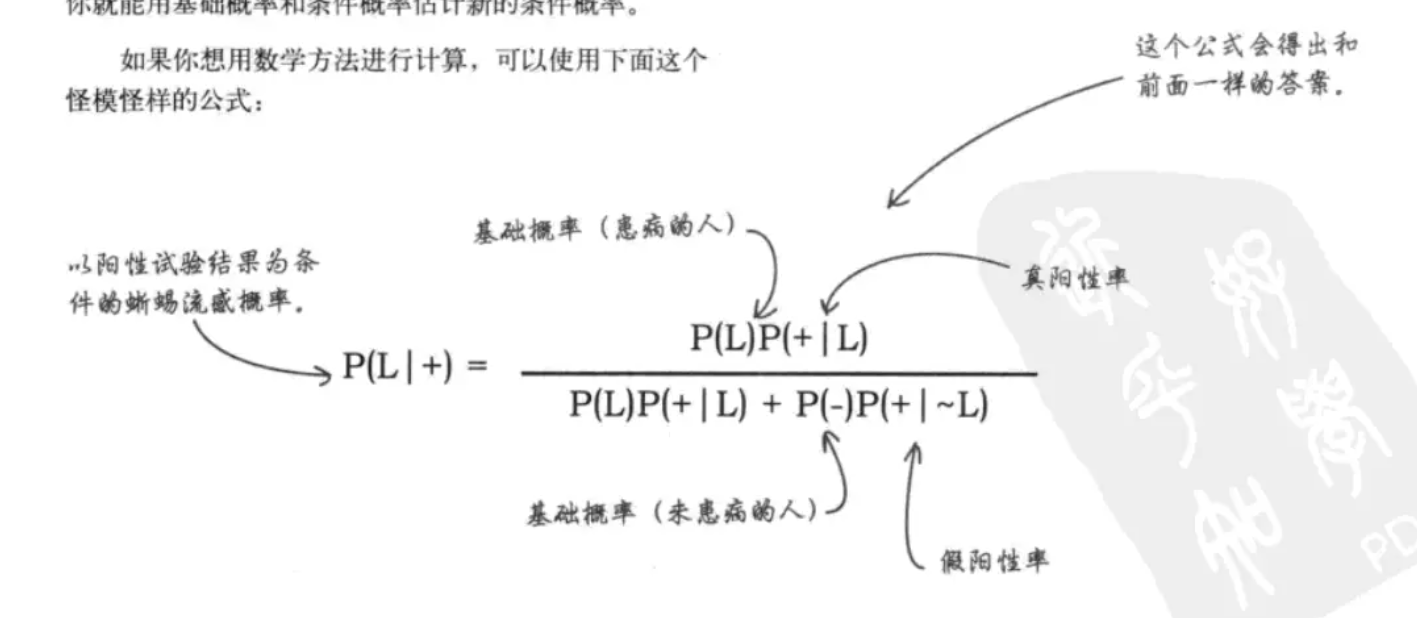 你就能用基础概率和条件概率估计新的条件概率。
如果你想用数学方法进行计算，可以使用下面这个
怪模怪样的公式：
这个公式会得出和
前面一样的答案。
基础概率（患病的人）
真阳性率
以阳性试验结果为条
件的蜥蜴流感概率。
P(L)P(+|L)
P(L|+) =
P(L)P(+|L) + P(-)P(+|~L)
基础概率（未患病的人）
假阳性率
PD